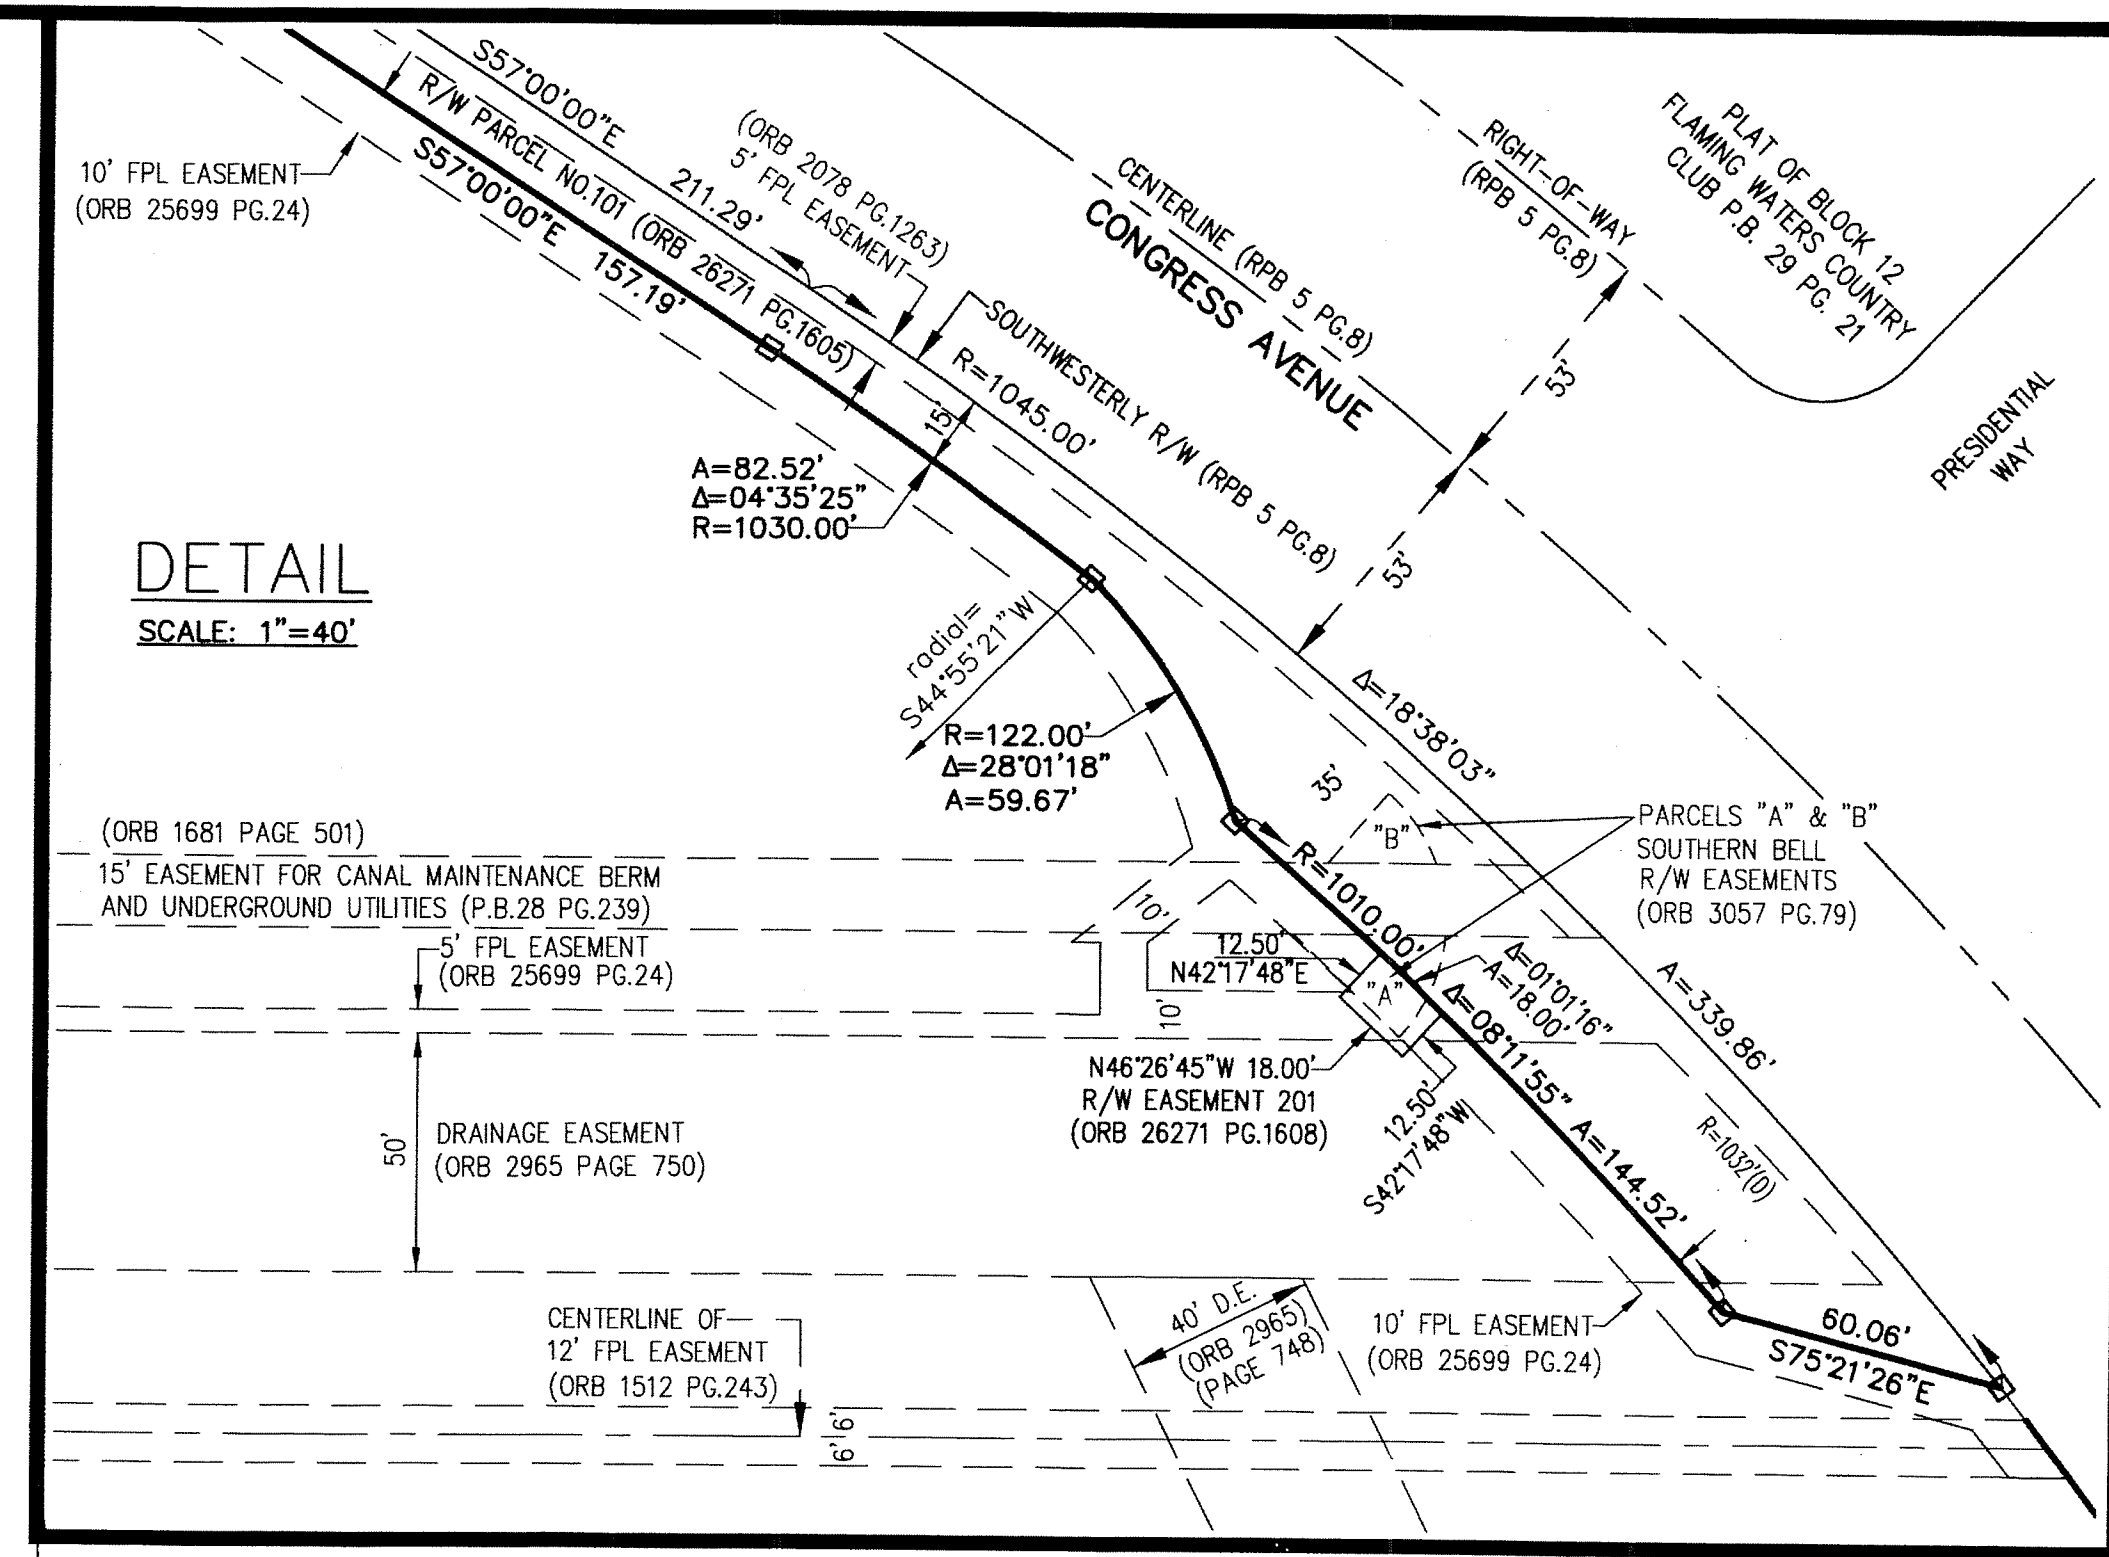 S57°00'00"E
211.29'
R/W PARCEL NO.101 (ORB 26271 PG.1605)
S57°00'00"E
157.19'
10' FPL EASEMENT
(ORB 25699 PG.24)
(ORB 2078 PG.1263)
5' FPL EASEMENT
CENTERLINE (RPB 5 PG.8)
CONGRESS AVENUE
RIGHT-OF-WAY
(RPB 5 PG.8)
PLAT OF BLOCK 12
FLAMING WATERS COUNTRY
CLUB P.B. 29 PG. 21
PRESIDENTIAL
WAY
53'
53'
SOUTHWESTERLY R/W (RPB 5 PG.8)
R=1045.00'
15'
A=82.52'
Δ=04°35'25"
R=1030.00'
DETAIL
SCALE: 1"=40'
radial=
S44°55'21"W
R=122.00'
Δ=28°01'18"
A=59.67'
Δ=18°38'03"
35'
"B"
PARCELS "A" & "B"
SOUTHERN BELL
R/W EASEMENTS
(ORB 3057 PG.79)
(ORB 1681 PAGE 501)
15' EASEMENT FOR CANAL MAINTENANCE BERM
AND UNDERGROUND UTILITIES (P.B.28 PG.239)
5' FPL EASEMENT
(ORB 25699 PG.24)
10'
12.50'
N42°17'48"E
10'
"A"
R=1010.00'
Δ=01°01'16"
A=18.00'
Δ=08°11'55" A=144.52'
A=339.86'
N46°26'45"W 18.00'
R/W EASEMENT 201
(ORB 26271 PG.1608)
12.50'
S42°17'48"W
R=1032'(D)
50'
DRAINAGE EASEMENT
(ORB 2965 PAGE 750)
CENTERLINE OF
12' FPL EASEMENT
(ORB 1512 PG.243)
6' 6'
40' D.E.
(ORB 2965)
(PAGE 748)
10' FPL EASEMENT
(ORB 25699 PG.24)
60.06'
S75°21'26"E